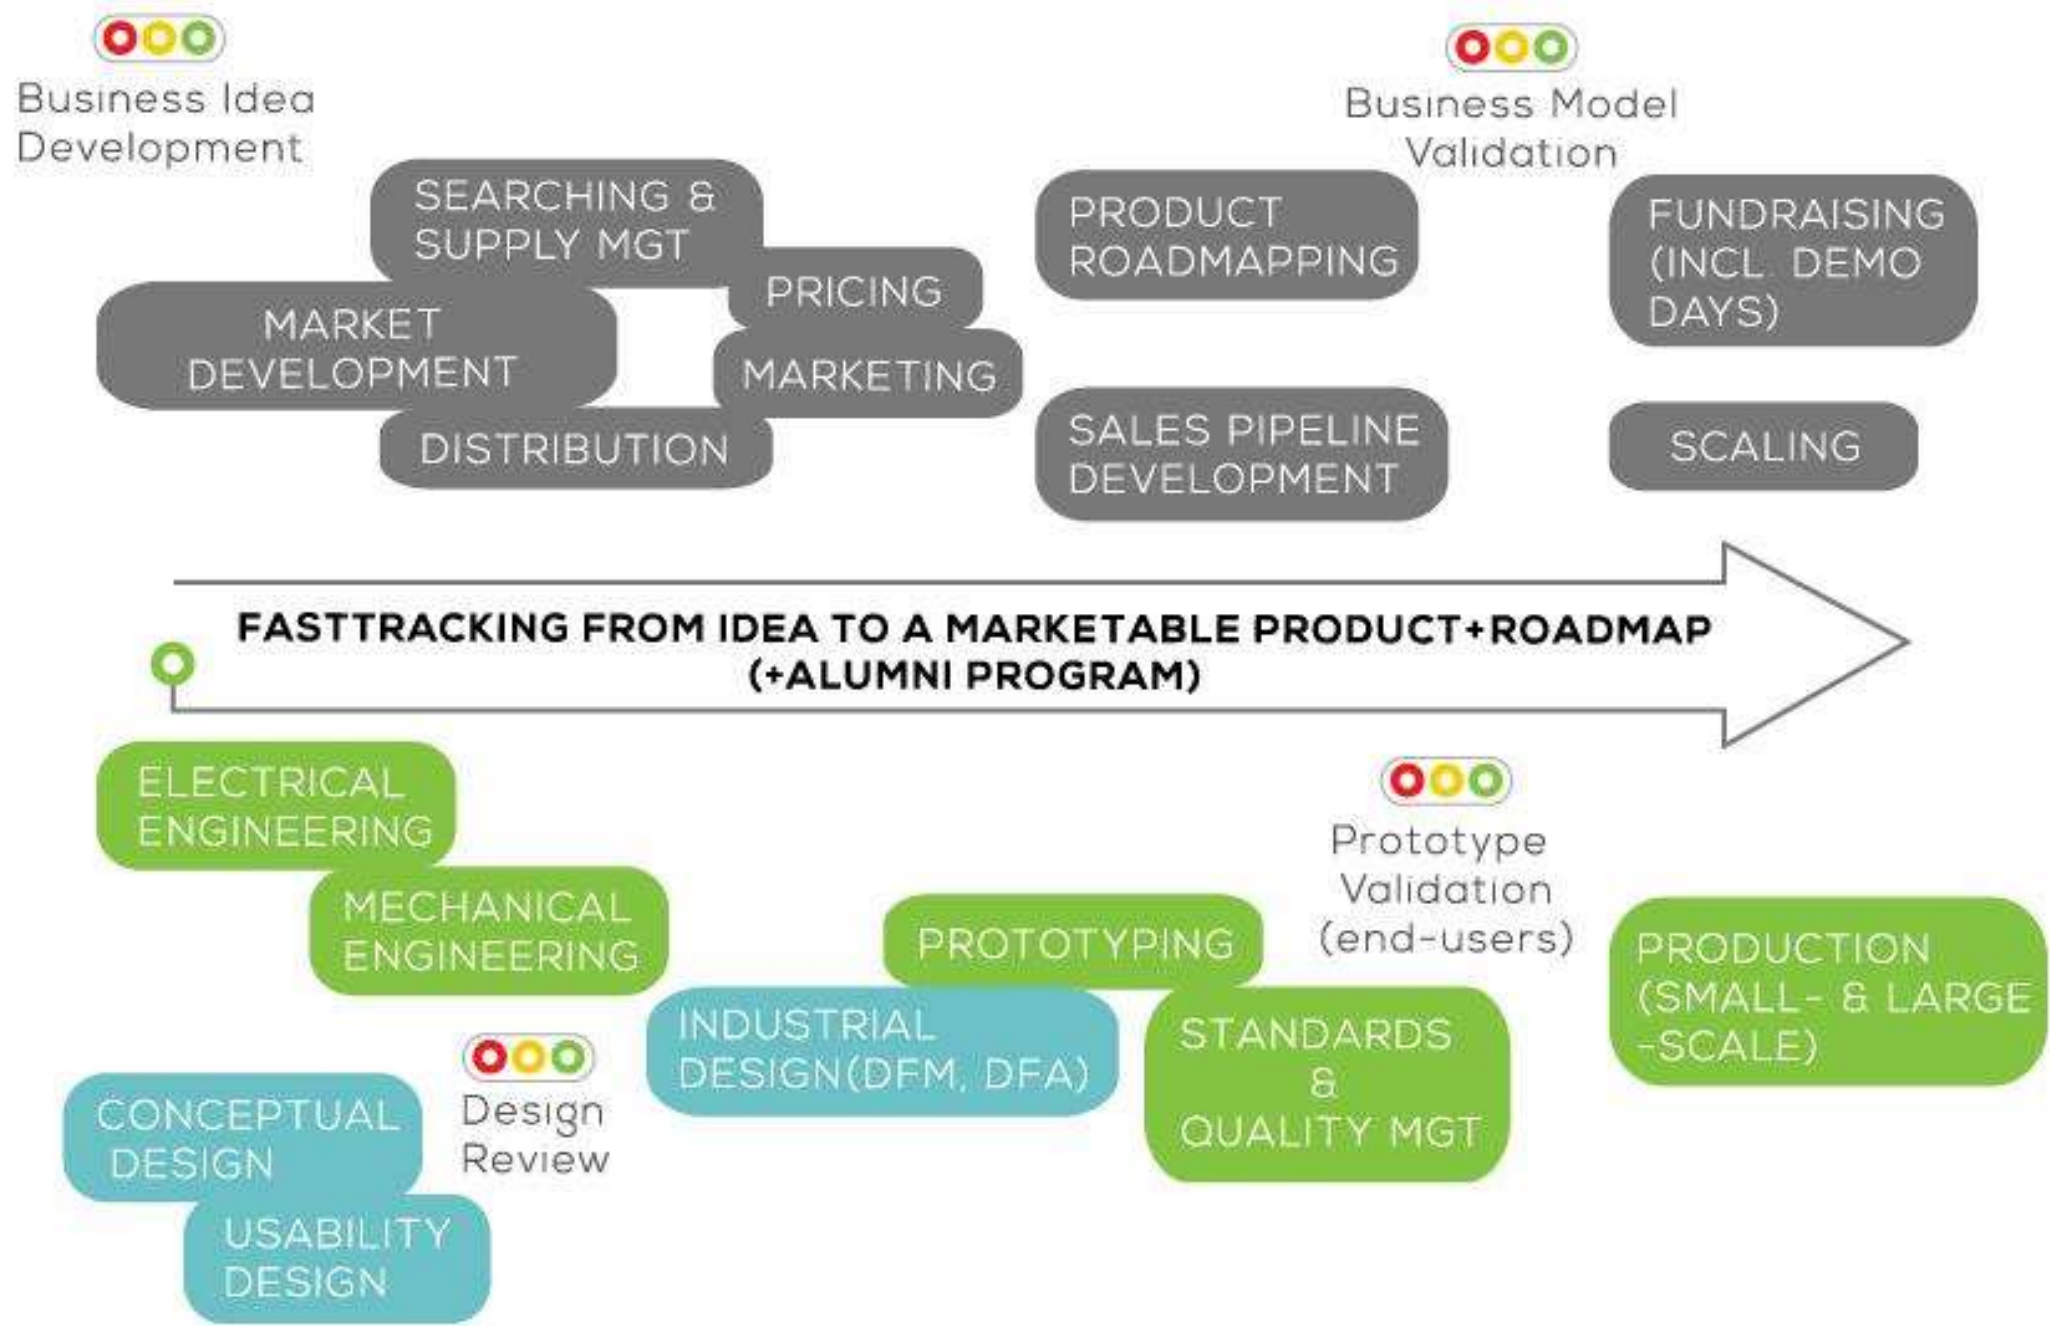 Business Idea
Development
Business Model
Validation
SEARCHING &
SUPPLY MGT
PRODUCT
ROADMAPPING
FUNDRAISING
(INCL. DEMO
DAYS)
PRICING
MARKET
DEVELOPMENT
MARKETING
DISTRIBUTION
SALES PIPELINE
DEVELOPMENT
SCALING
FASTTRACKING FROM IDEA TO A MARKETABLE PRODUCT+ROADMAP
(+ALUMNI PROGRAM)
ELECTRICAL
ENGINEERING
MECHANICAL
ENGINEERING
PROTOTYPING
Prototype
Validation
(end-users)
PRODUCTION
(SMALL- & LARGE
-SCALE)
INDUSTRIAL
DESIGN(DFM, DFA)
STANDARDS
&
QUALITY MGT
Design
Review
CONCEPTUAL
DESIGN
USABILITY
DESIGN